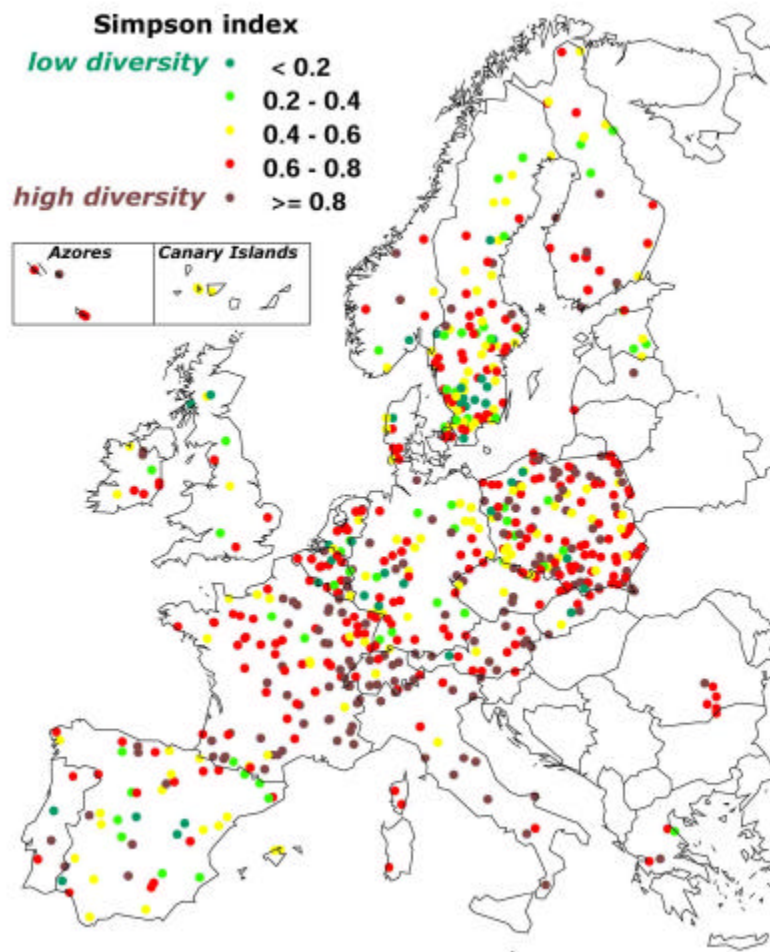 Simpson index
low diversity < 0.2
0.2 - 0.4
0.4 - 0.6
0.6 - 0.8
high diversity >= 0.8
Azores Canary Islands